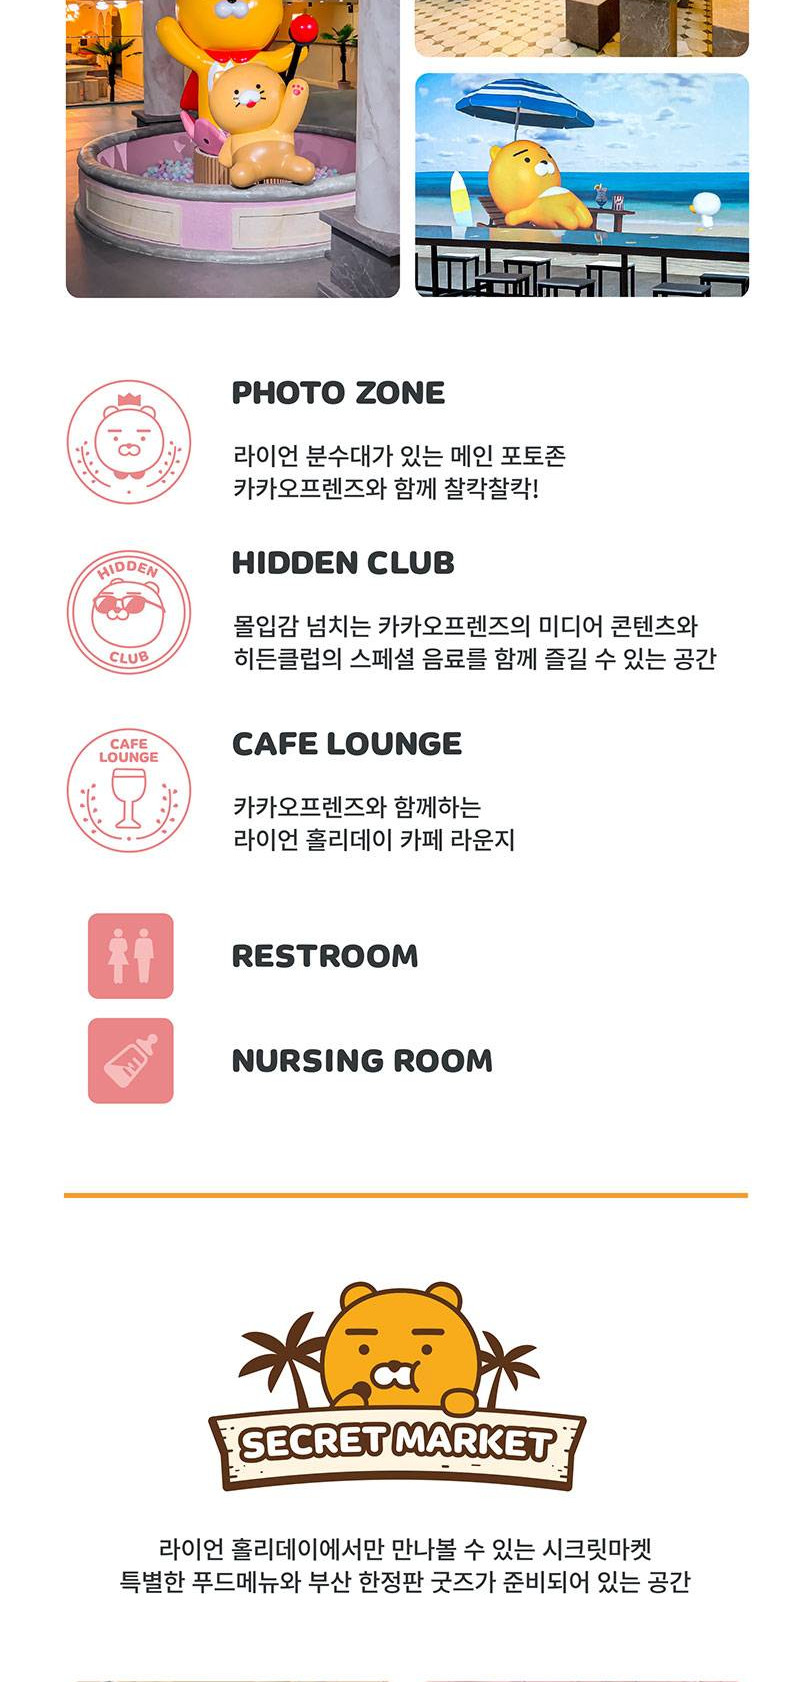 PHOTO ZONE
라이언 분수대가 있는 메인 포토존
카카오프렌즈와 함께 찰칵찰칵!
HIDDEN
CLUB
HIDDEN CLUB
몰입감 넘치는 카카오프렌즈의 미디어 콘텐츠와
히든클럽의 스페셜 음료를 함께 즐길 수 있는 공간
CAFE
LOUNGE
CAFE LOUNGE
카카오프렌즈와 함께하는
라이언 홀리데이 카페 라운지
RESTROOM
NURSING ROOM
SECRET MARKET
라이언 홀리데이에서만 만나볼 수 있는 시크릿마켓
특별한 푸드메뉴와 부산 한정판 굿즈가 준비되어 있는 공간